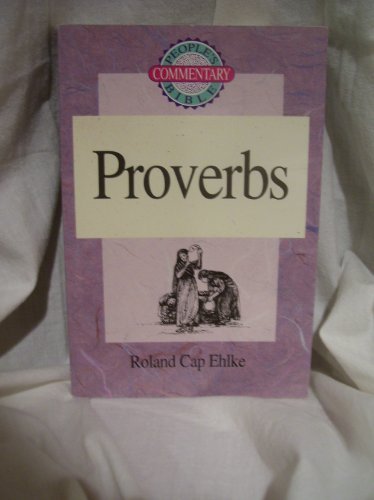 PEOPLE'S
COMMENTARY
BIBLE
Proverbs
Roland Cap Ehlke